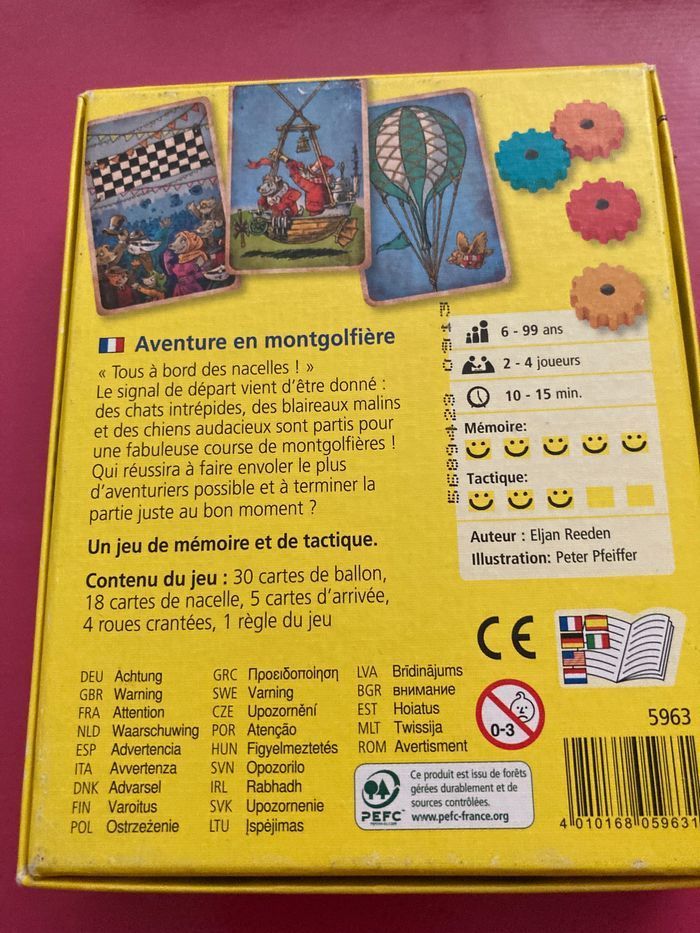 Aventure en montgolfière
« Tous à bord des nacelles ! »
Le signal de départ vient d'être donné :
des chats intrépides, des blaireaux malins
et des chiens audacieux sont partis pour
une fabuleuse course de montgolfières !
Qui réussira à faire envoler le plus
d'aventuriers possible et à terminer la
partie juste au bon moment ?
Un jeu de mémoire et de tactique.
Contenu du jeu : 30 cartes de ballon,
18 cartes de nacelle, 5 cartes d'arrivée,
4 roues crantées, 1 règle du jeu
6 - 99 ans
2 - 4 joueurs
10 - 15 min.
Mémoire:
Tactique:
Auteur : Eljan Reeden
Illustration: Peter Pfeiffer
DEU Achtung
GBR Warning
FRA Attention
NLD Waarschuwing
ESP Advertencia
ITA Avvertenza
DNK Advarsel
FIN Varoitus
POL Ostrzeżenie
GRC Προειδοποίηση
SWE Varning
CZE Upozornění
POR Atenção
HUN Figyelmeztetés
SVN Opozorilo
IRL Rabhadh
SVK Upozornenie
LTU Įspėjimas
LVA Brīdinājums
BGR внимание
EST Hoiatus
MLT Twissija
ROM Avertisment
CE
0-3
PEFC
Ce produit est issu de forêts
gérées durablement et de
sources contrôlées.
www.pefc-france.org
5963
4 010168 059631